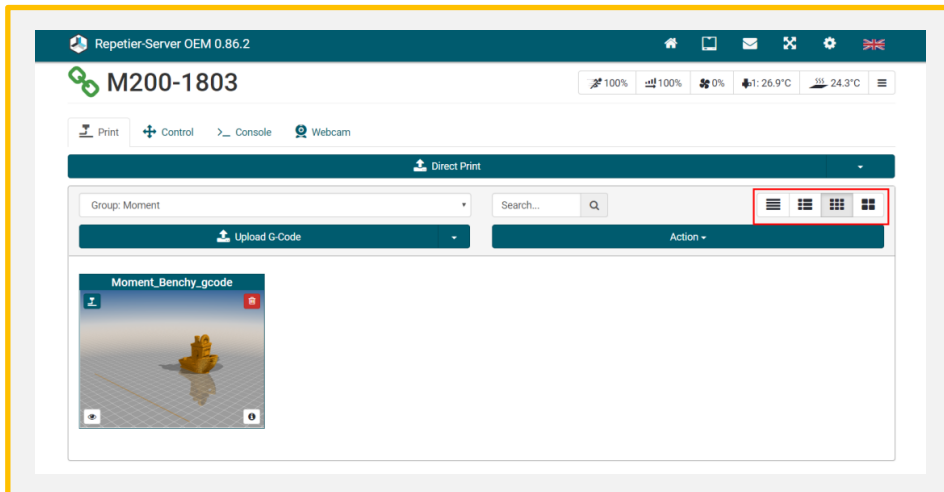 Repetier-Server OEM 0.86.2
M200-1803
100% 100% 0% 1: 26.9°C 24.3°C
Print Control >_ Console Webcam
Direct Print
Group: Moment Search...
Upload G-Code Action
Moment_Benchy_gcode